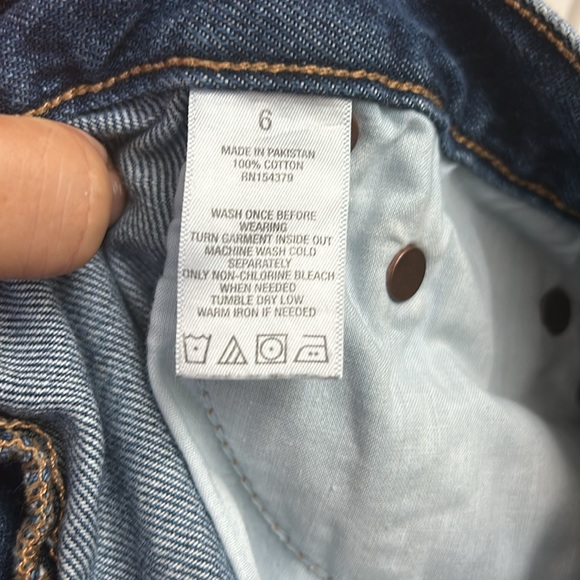 6
MADE IN PAKISTAN
100% COTTON
RN154379
WASH ONCE BEFORE
WEARING
TURN GARMENT INSIDE OUT
MACHINE WASH COLD
SEPARATELY
ONLY NON-CHLORINE BLEACH
WHEN NEEDED
TUMBLE DRY LOW
WARM IRON IF NEEDED